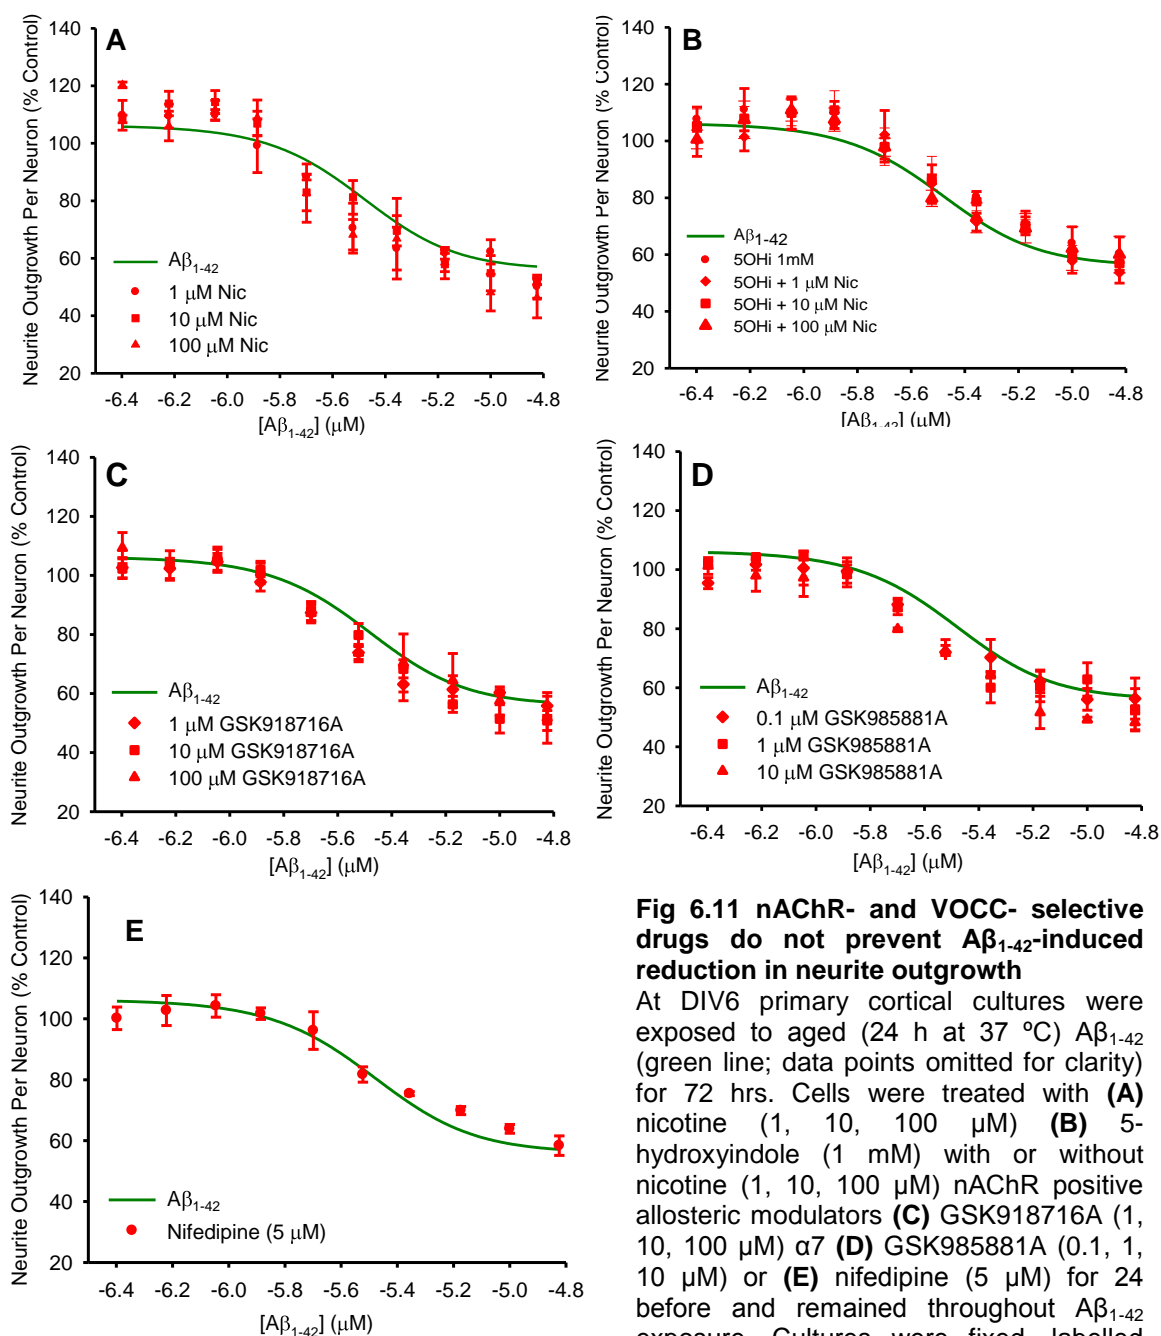 A
Neurite Outgrowth Per Neuron (% Control)
140
120
100
80
60
40
20
Aβ1-42
1 μM Nic
10 μM Nic
100 μM Nic
-6.4 -6.2 -6.0 -5.8 -5.6 -5.4 -5.2 -5.0 -4.8
[Aβ1-42] (μM)
B
Neurite Outgrowth Per Neuron (% Control)
140
120
100
80
60
40
20
Aβ1-42
5OHi 1mM
5OHi + 1 μM Nic
5OHi + 10 μM Nic
5OHi + 100 μM Nic
-6.4 -6.2 -6.0 -5.8 -5.6 -5.4 -5.2 -5.0 -4.8
[Aβ1-42] (μM)
C
Neurite Outgrowth Per Neuron (% Control)
140
120
100
80
60
40
20
Aβ1-42
1 μM GSK918716A
10 μM GSK918716A
100 μM GSK918716A
-6.4 -6.2 -6.0 -5.8 -5.6 -5.4 -5.2 -5.0 -4.8
[Aβ1-42] (μM)
D
Neurite Outgrowth Per Neuron (% Control)
140
120
100
80
60
40
20
Aβ1-42
0.1 μM GSK985881A
1 μM GSK985881A
10 μM GSK985881A
-6.4 -6.2 -6.0 -5.8 -5.6 -5.4 -5.2 -5.0 -4.8
[Aβ1-42] (μM)
E
Neurite Outgrowth Per Neuron (% Control)
140
120
100
80
60
40
20
Aβ1-42
Nifedipine (5 μM)
-6.4 -6.2 -6.0 -5.8 -5.6 -5.4 -5.2 -5.0 -4.8
[Aβ1-42] (μM)
Fig 6.11 nAChR- and VOCC- selective
drugs do not prevent Aβ1-42-induced
reduction in neurite outgrowth
At DIV6 primary cortical cultures were
exposed to aged (24 h at 37 ºC) Aβ1-42
(green line; data points omitted for clarity)
for 72 hrs. Cells were treated with (A)
nicotine (1, 10, 100 µM) (B) 5-
hydroxyindole (1 mM) with or without
nicotine (1, 10, 100 µM) nAChR positive
allosteric modulators (C) GSK918716A (1,
10, 100 µM) α7 (D) GSK985881A (0.1, 1,
10 µM) or (E) nifedipine (5 µM) for 24
before and remained throughout Aβ1-42
exposure. Cultures were fixed, labelled